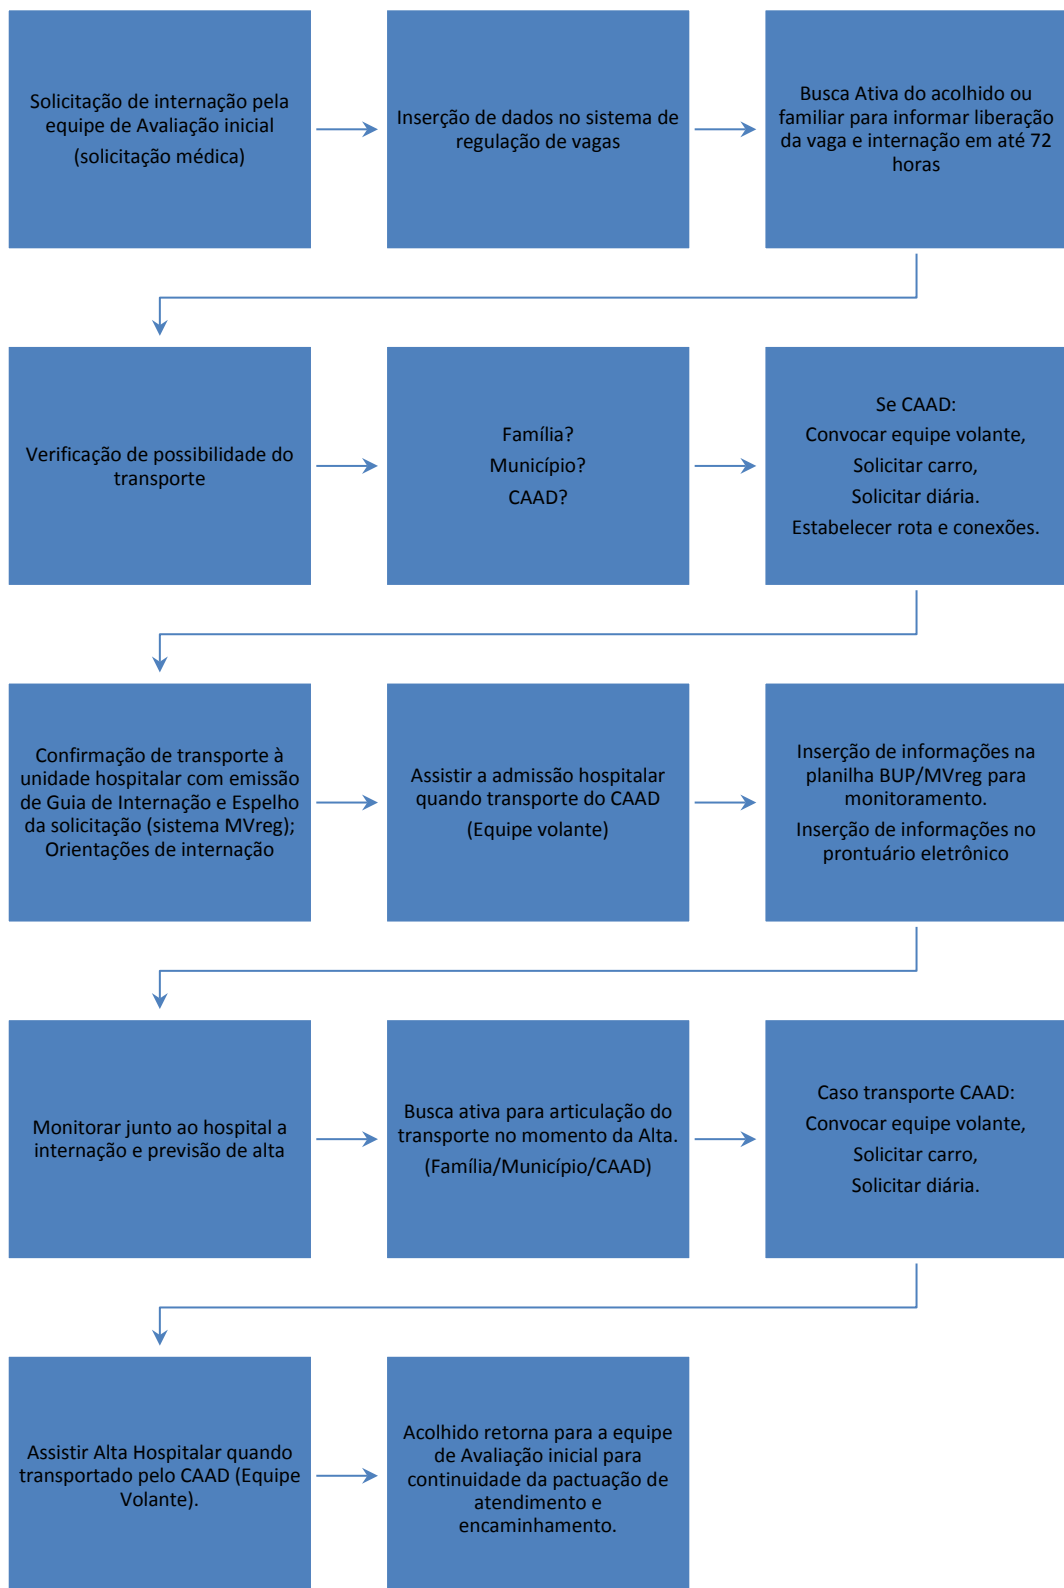 Solicitação de internação pela
equipe de Avaliação inicial
(solicitação médica)
Inserção de dados no sistema de
regulação de vagas
Busca Ativa do acolhido ou
familiar para informar liberação
da vaga e internação em até 72
horas
Verificação de possibilidade do
transporte
Família?
Município?
CAAD?
Se CAAD:
Convocar equipe volante,
Solicitar carro,
Solicitar diária.
Estabelecer rota e conexões.
Confirmação de transporte à
unidade hospitalar com emissão
de Guia de Internação e Espelho
da solicitação (sistema MVreg);
Orientações de internação
Assistir a admissão hospitalar
quando transporte do CAAD
(Equipe volante)
Inserção de informações na
planilha BUP/MVreg para
monitoramento.
Inserção de informações no
prontuário eletrônico
Monitorar junto ao hospital a
internação e previsão de alta
Busca ativa para articulação do
transporte no momento da Alta.
(Família/Município/CAAD)
Caso transporte CAAD:
Convocar equipe volante,
Solicitar carro,
Solicitar diária.
Assistir Alta Hospitalar quando
transportado pelo CAAD (Equipe
Volante).
Acolhido retorna para a equipe
de Avaliação inicial para
continuidade da pactuação de
atendimento e
encaminhamento.